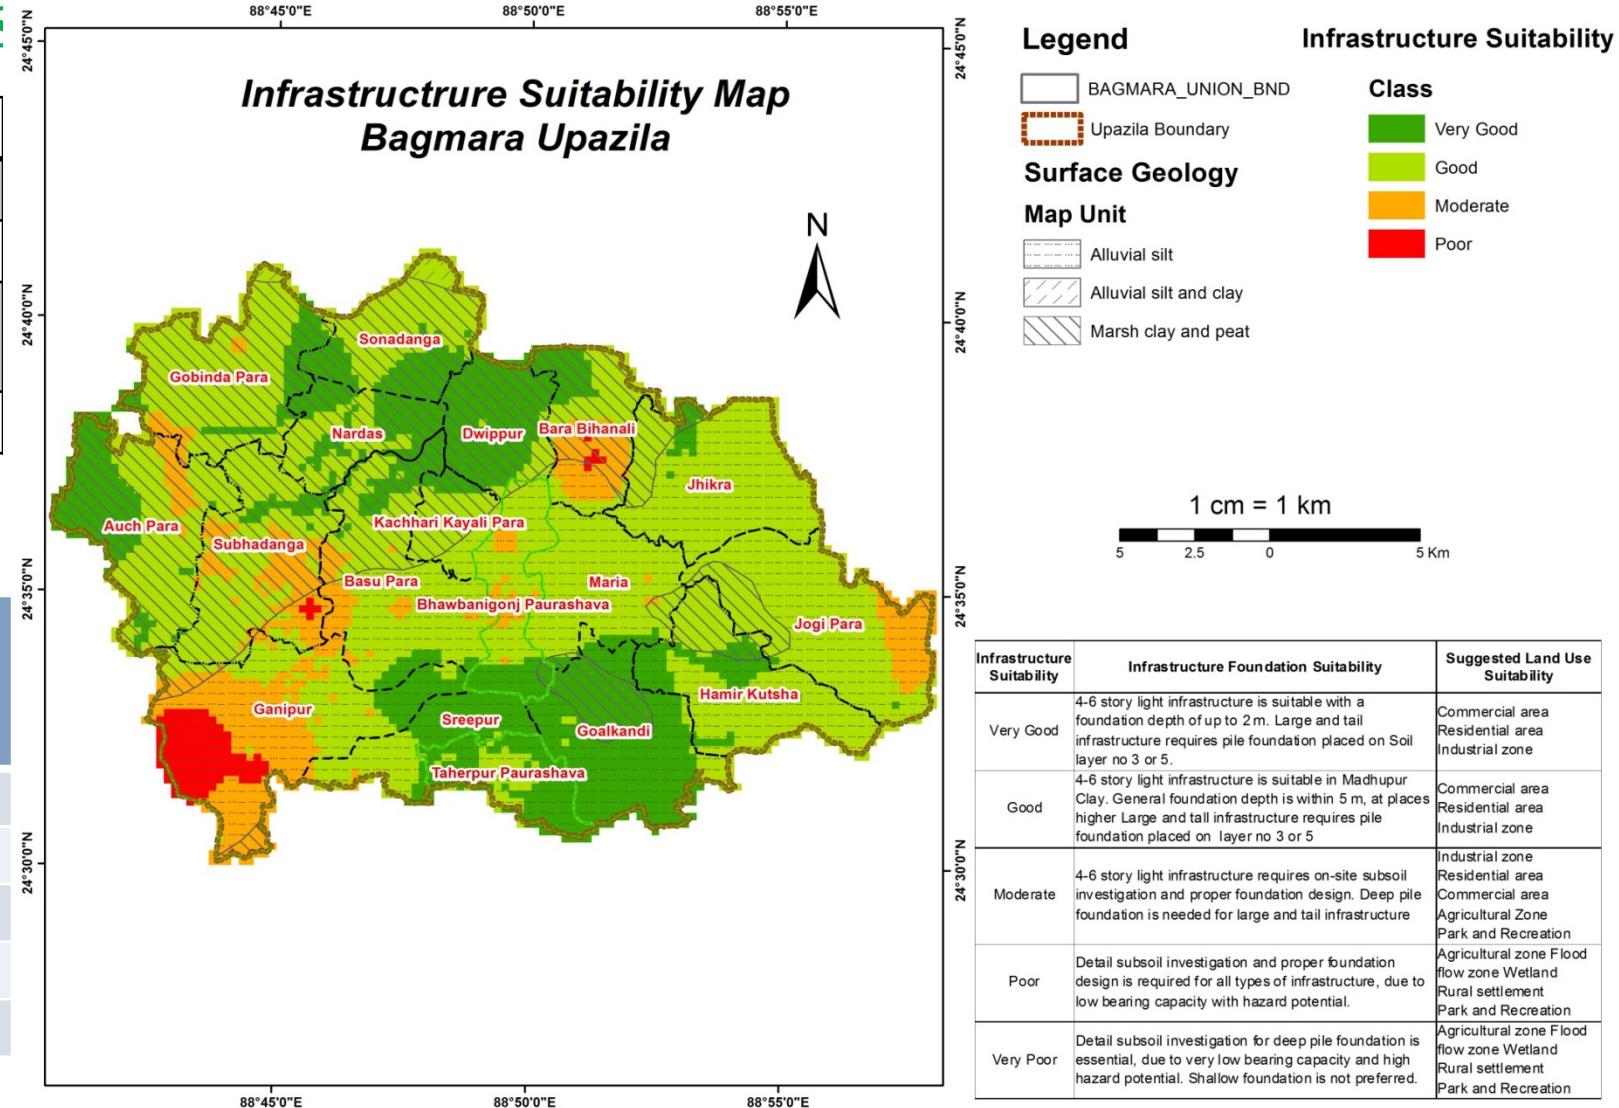 88°45'0"E
88°50'0"E
88°55'0"E
24°45'0"N
24°45'0"N
Infrastructrure Suitability Map
Bagmara Upazila
N
24°40'0"N
24°40'0"N
Sonadanga
Gobinda Para
Nardas
Dwippur
Bara Bihanali
Jhikra
Auch Para
Kachhari Kayali Para
Subhadanga
Basu Para
Maria
Bhawbanigonj Paurashava
Jogi Para
Hamir Kutsha
Ganipur
Sreepur
Goalkandi
Taherpur Paurashava
24°35'0"N
24°35'0"N
24°30'0"N
24°30'0"N
88°45'0"E
88°50'0"E
88°55'0"E
Legend
BAGMARA_UNION_BND
Upazila Boundary
Surface Geology
Map Unit
Alluvial silt
Alluvial silt and clay
Marsh clay and peat
Infrastructure Suitability
Class
Very Good
Good
Moderate
Poor
1 cm = 1 km
5 2.5 0 5 Km
Infrastructure
Suitability
Infrastructure Foundation Suitability
Suggested Land Use
Suitability
Very Good
4-6 story light infrastructure is suitable with a
foundation depth of up to 2 m. Large and tail
infrastructure requires pile foundation placed on Soil
layer no 3 or 5.
Commercial area
Residential area
Industrial zone
Good
4-6 story light infrastructure is suitable in Madhupur
Clay. General foundation depth is within 5 m, at places
higher Large and tall infrastructure requires pile
foundation placed on layer no 3 or 5
Commercial area
Residential area
Industrial zone
Moderate
4-6 story light infrastructure requires on-site subsoil
investigation and proper foundation design. Deep pile
foundation is needed for large and tail infrastructure
Industrial zone
Residential area
Commercial area
Agricultural Zone
Park and Recreation
Poor
Detail subsoil investigation and proper foundation
design is required for all types of infrastructure, due to
low bearing capacity with hazard potential.
Agricultural zone Flood
flow zone Wetland
Rural settlement
Park and Recreation
Very Poor
Detail subsoil investigation for deep pile foundation is
essential, due to very low bearing capacity and high
hazard potential. Shallow foundation is not preferred.
Agricultural zone Flood
flow zone Wetland
Rural settlement
Park and Recreation